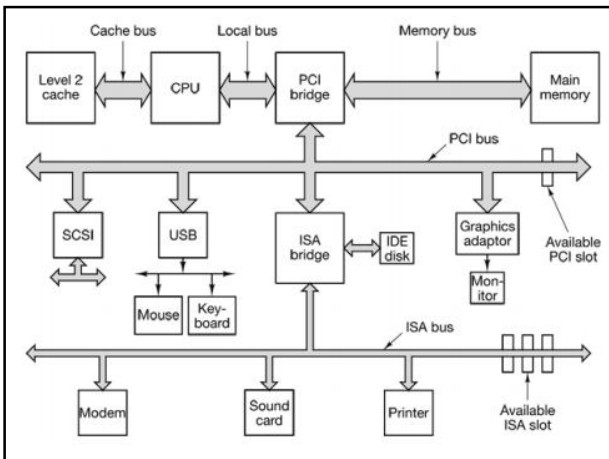 Cache bus
Local bus
Memory bus
Level 2
cache
CPU
PCI
bridge
Main
memory
PCI bus
SCSI
USB
ISA
bridge
IDE
disk
Graphics
adaptor
Available
PCI slot
Mouse
Key-
board
Mon-
itor
ISA bus
Modem
Sound
card
Printer
Available
ISA slot